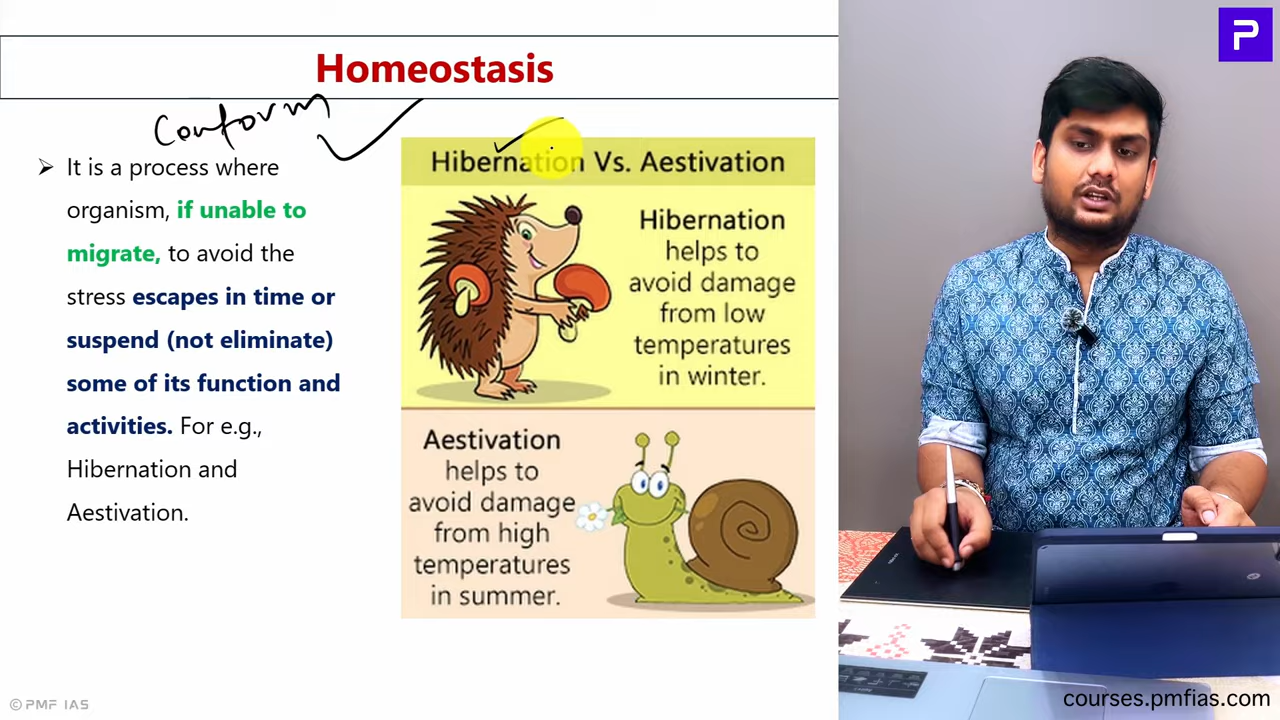 Homeostasis
Conform
➢ It is a process where
organism, if unable to
migrate, to avoid the
stress escapes in time or
suspend (not eliminate)
some of its function and
activities. For e.g.,
Hibernation and
Aestivation.
Hibernation Vs. Aestivation
Hibernation
helps to
avoid damage
from low
temperatures
in winter.
Aestivation
helps to
avoid damage
from high
temperatures
in summer.
© PMF IAS
P
courses.pmfias.com